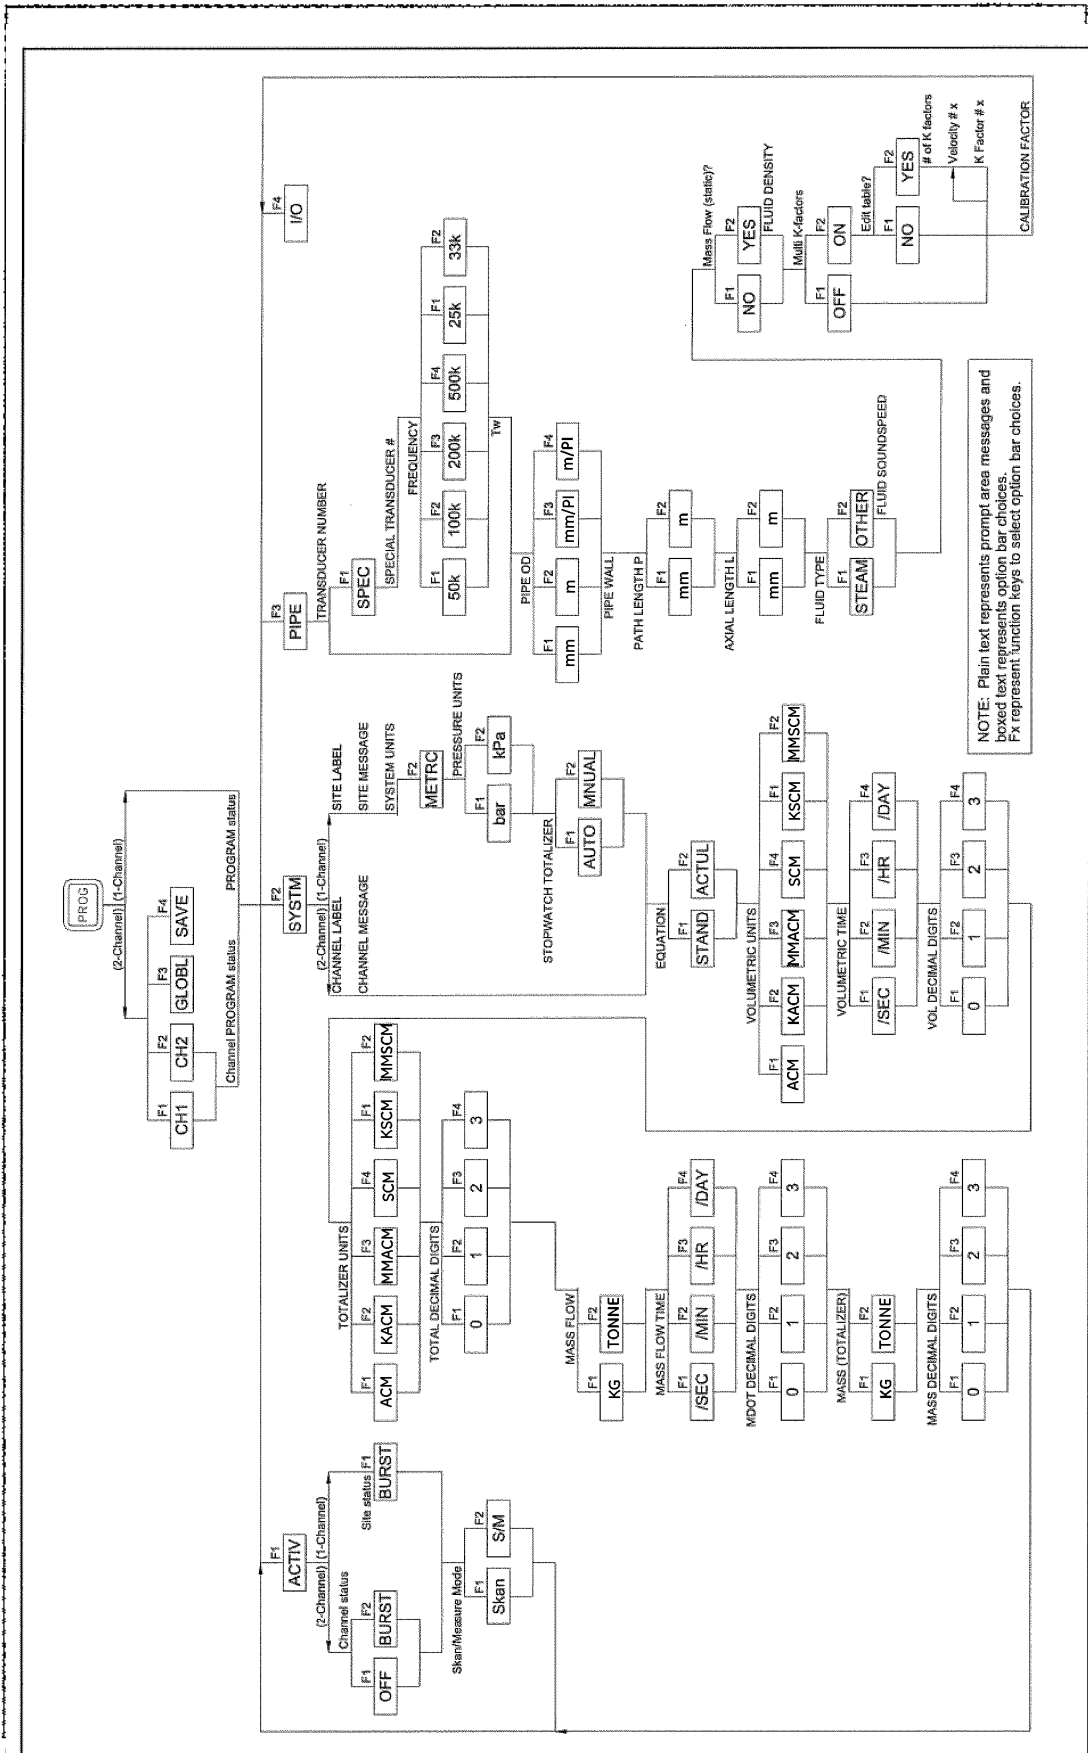 PROG
(2-Channel) (1-Channel)
F1 F2 F3 F4
CH1 CH2 GLOBL SAVE
Channel PROGRAM status
PROGRAM status
F1
ACTIV
(2-Channel) (1-Channel)
Channel status
Site status F1
F1 F2
OFF BURST BURST
Skan/Measure Mode
F1 F2
Skan S/M
F2
SYSTM
(2-Channel) (1-Channel)
CHANNEL LABEL SITE LABEL
CHANNEL MESSAGE SITE MESSAGE
SYSTEM UNITS
F2
METRC
PRESSURE UNITS
F1 F2
bar kPa
STOPWATCH TOTALIZER
F1 F2
AUTO MNUAL
EQUATION
F1 F2
STAND ACTUL
VOLUMETRIC UNITS
F1 F2 F3 F4 F1 F2
ACM KACM MMACM SCM KSCM MMSCM
VOLUMETRIC TIME
F1 F2 F3 F4
/SEC /MIN /HR /DAY
VOL DECIMAL DIGITS
F1 F2 F3 F4
0 1 2 3
TOTALIZER UNITS
F1 F2 F3 F4 F1 F2
ACM KACM MMACM SCM KSCM MMSCM
TOTAL DECIMAL DIGITS
F1 F2 F3 F4
0 1 2 3
MASS FLOW
F1 F2
KG TONNE
MASS FLOW TIME
F1 F2 F3 F4
/SEC /MIN /HR /DAY
MDOT DECIMAL DIGITS
F1 F2 F3 F4
0 1 2 3
MASS (TOTALIZER)
F1 F2
KG TONNE
MASS DECIMAL DIGITS
F1 F2 F3 F4
0 1 2 3
F3
PIPE
TRANSDUCER NUMBER
F1
SPEC
SPECIAL TRANSDUCER #
FREQUENCY
F1 F2 F3 F4 F1 F2
50k 100k 200k 500k 25k 33k
Tw
PIPE OD
F1 F2 F3 F4
mm m mm/PI m/PI
PIPE WALL
PATH LENGTH P
F1 F2
mm m
AXIAL LENGTH L
F1 F2
mm m
FLUID TYPE
F1 F2
STEAM OTHER
FLUID SOUNDSPEED
F4
I/O
Mass Flow (static)?
F1 F2
NO YES
FLUID DENSITY
Multi K-factors
F1 F2
OFF ON
Edit table?
F1 F2
NO YES
# of K factors
Velocity # x
K Factor # x
CALIBRATION FACTOR
NOTE: Plain text represents prompt area messages and
boxed text represents option bar choices.
Fx represent function keys to select option bar choices.